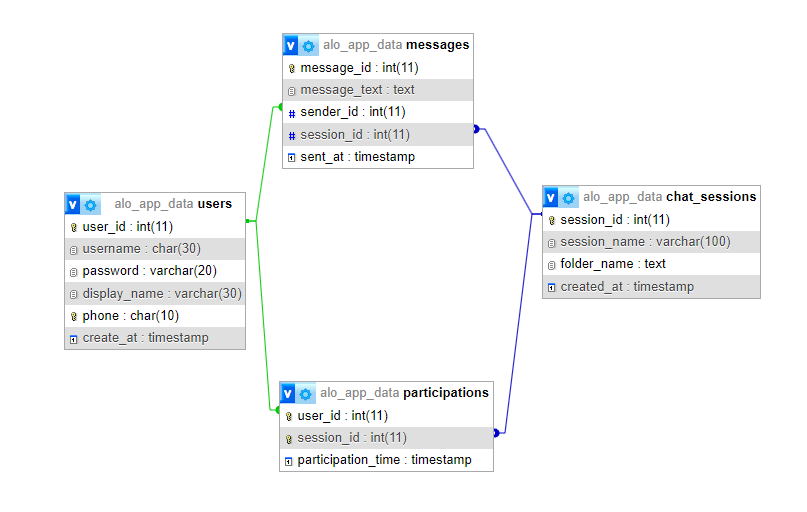 alo_app_data messages
message_id : int(11)
message_text : text
# sender_id : int(11)
# session_id : int(11)
sent_at : timestamp
alo_app_data users
user_id : int(11)
username : char(30)
password : varchar(20)
display_name : varchar(30)
phone : char(10)
create_at : timestamp
alo_app_data chat_sessions
session_id : int(11)
session_name : varchar(100)
folder_name : text
created_at : timestamp
alo_app_data participations
user_id : int(11)
session_id : int(11)
participation_time : timestamp